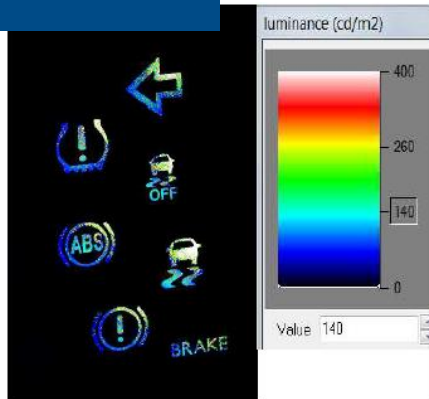 luminance (cd/m2)
400
260
140
0
OFF
ABS
!
BRAKE
Value 140